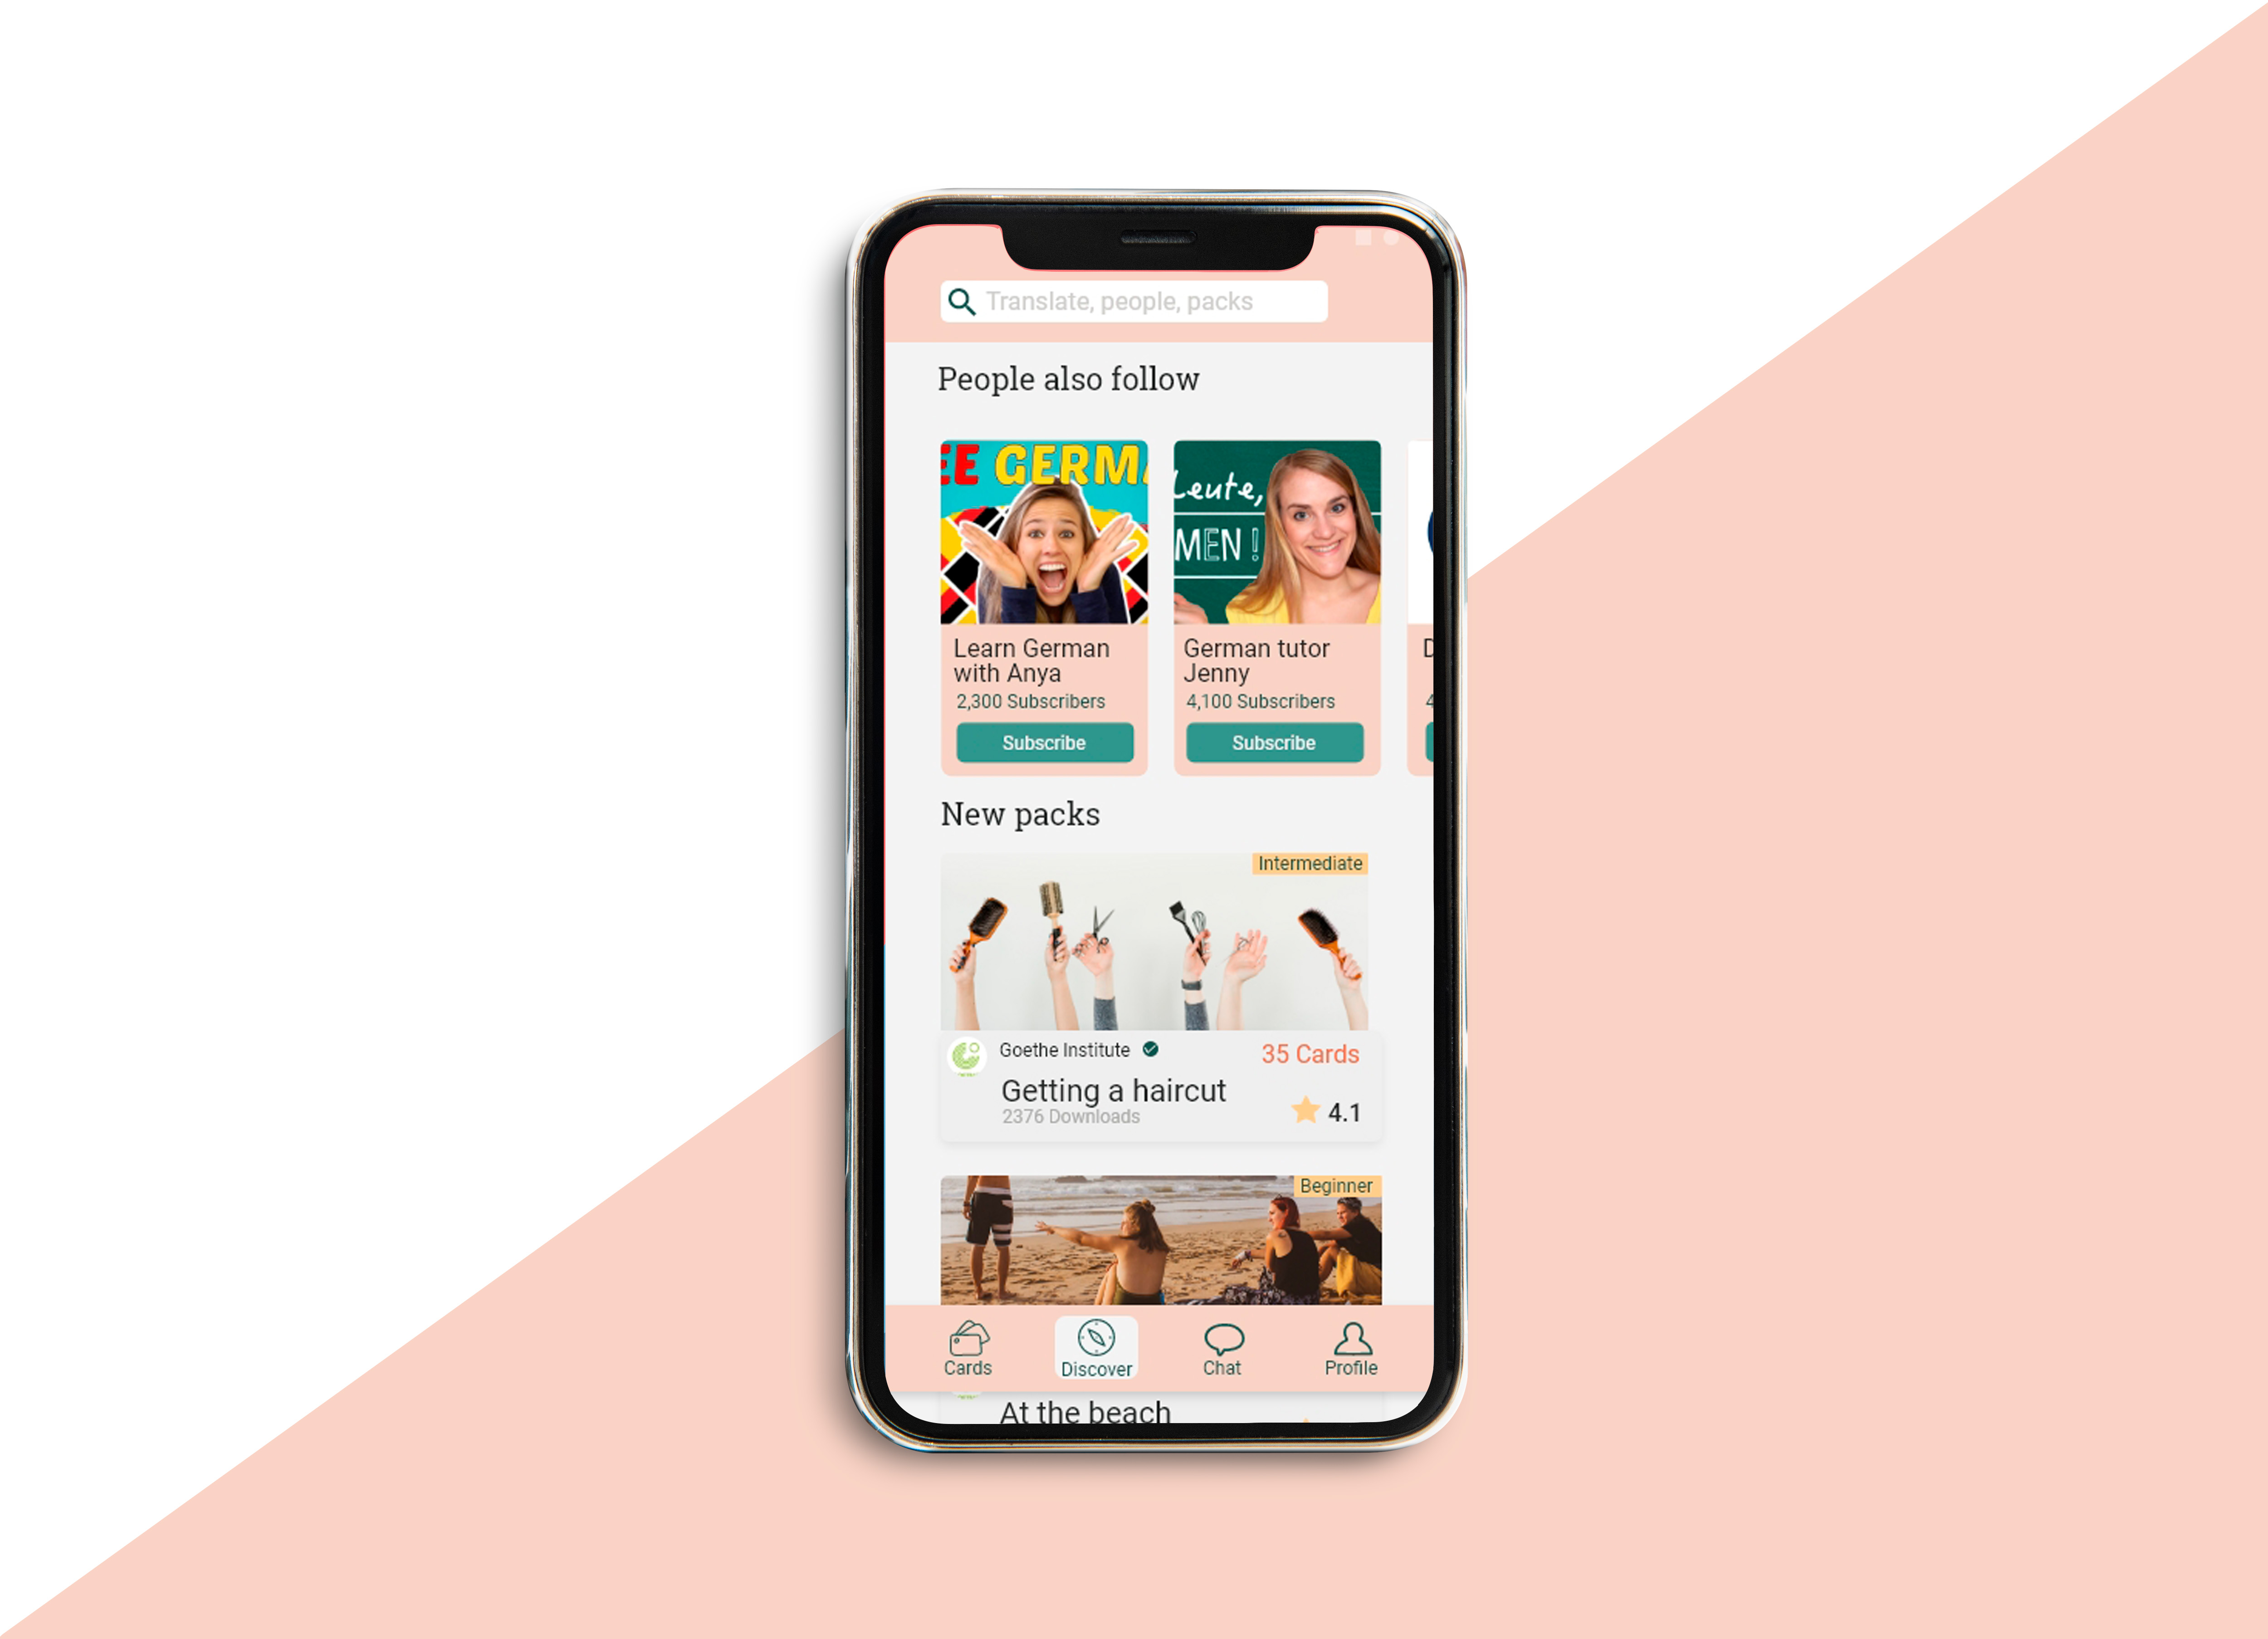 Translate, people, packs
People also follow
EE GERMA
Leute,
MEN!
Learn German
with Anya
2,300 Subscribers
Subscribe
German tutor
Jenny
4,100 Subscribers
Subscribe
D
4
New packs
Intermediate
Goethe Institute
35 Cards
Getting a haircut
2376 Downloads
4.1
Beginner
Cards
Discover
Chat
Profile
At the beach